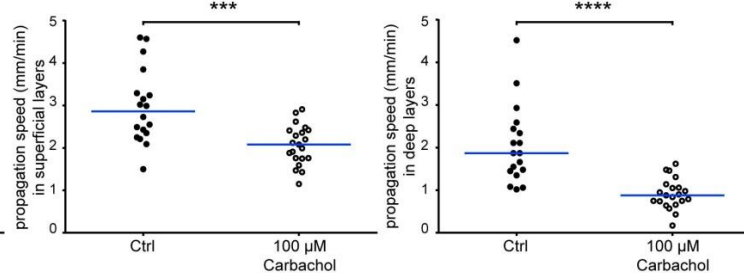 ***
5
4
3
2
1
0
propagation speed (mm/min)
in superficial layers
Ctrl
100 µM
Carbachol
****
5
4
3
2
1
0
propagation speed (mm/min)
in deep layers
Ctrl
100 µM
Carbachol